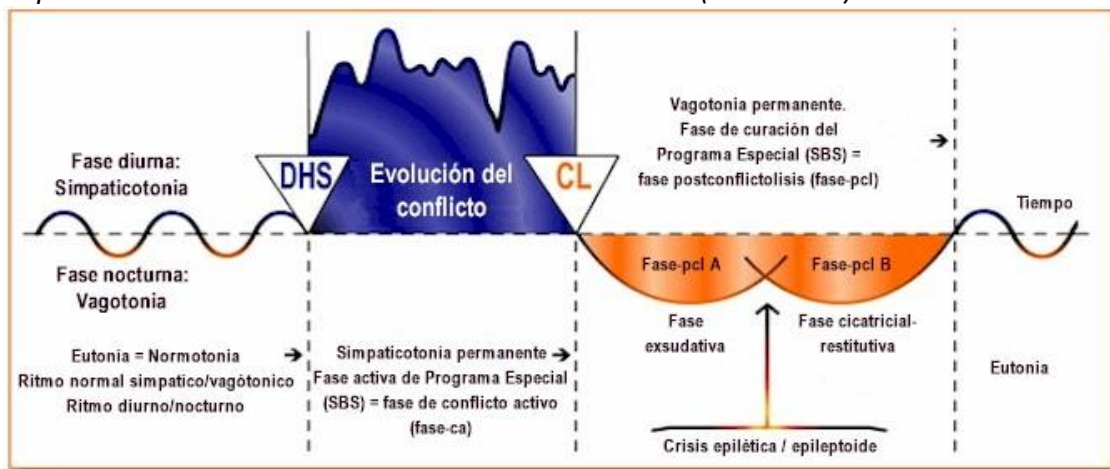 Fase diurna:
Simpaticotonia
Fase nocturna:
Vagotonia
Eutonia = Normotonia
Ritmo normal simpatico/vagótonico
Ritmo diurno/nocturno
DHS
Evolución del
conflicto
CL
Simpaticotonia permanente
Fase activa de Programa Especial
(SBS) = fase de conflicto activo
(fase-ca)
Vagotonia permanente.
Fase de curación del
Programa Especial (SBS) =
fase postconflictolisis (fase-pcl)
Fase-pcl A
Fase-pcl B
Fase
exsudativa
Fase cicatricial-
restitutiva
Crisis epilética / epileptoide
Tiempo
Eutonia